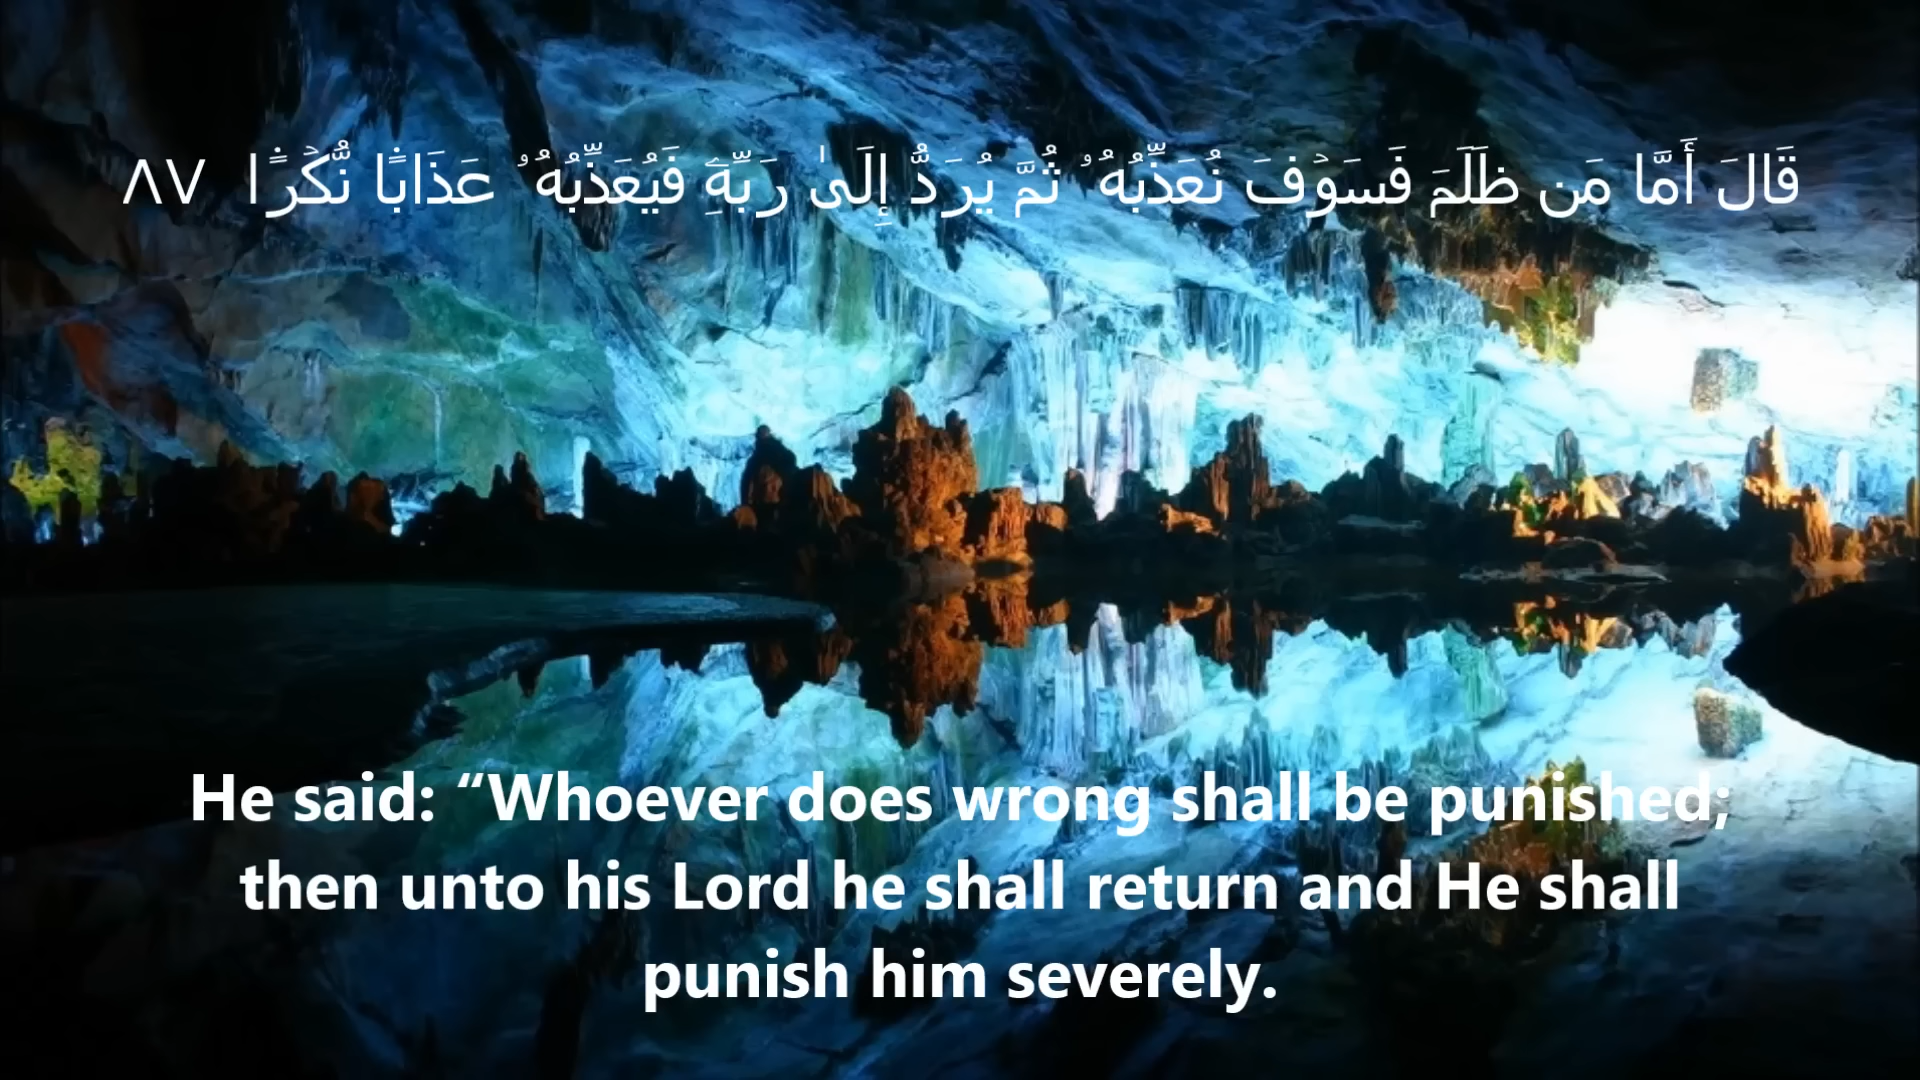 قَالَ أَمَّا مَن ظَلَمَ فَسَوۡفَ نُعَذِّبُهُۥ ثُمَّ يُرَدُّ إِلَىٰ رَبِّهِۦ فَيُعَذِّبُهُۥ عَذَابٗا نُّكۡرٗا ٨٧
He said: “Whoever does wrong shall be punished;
then unto his Lord he shall return and He shall
punish him severely.